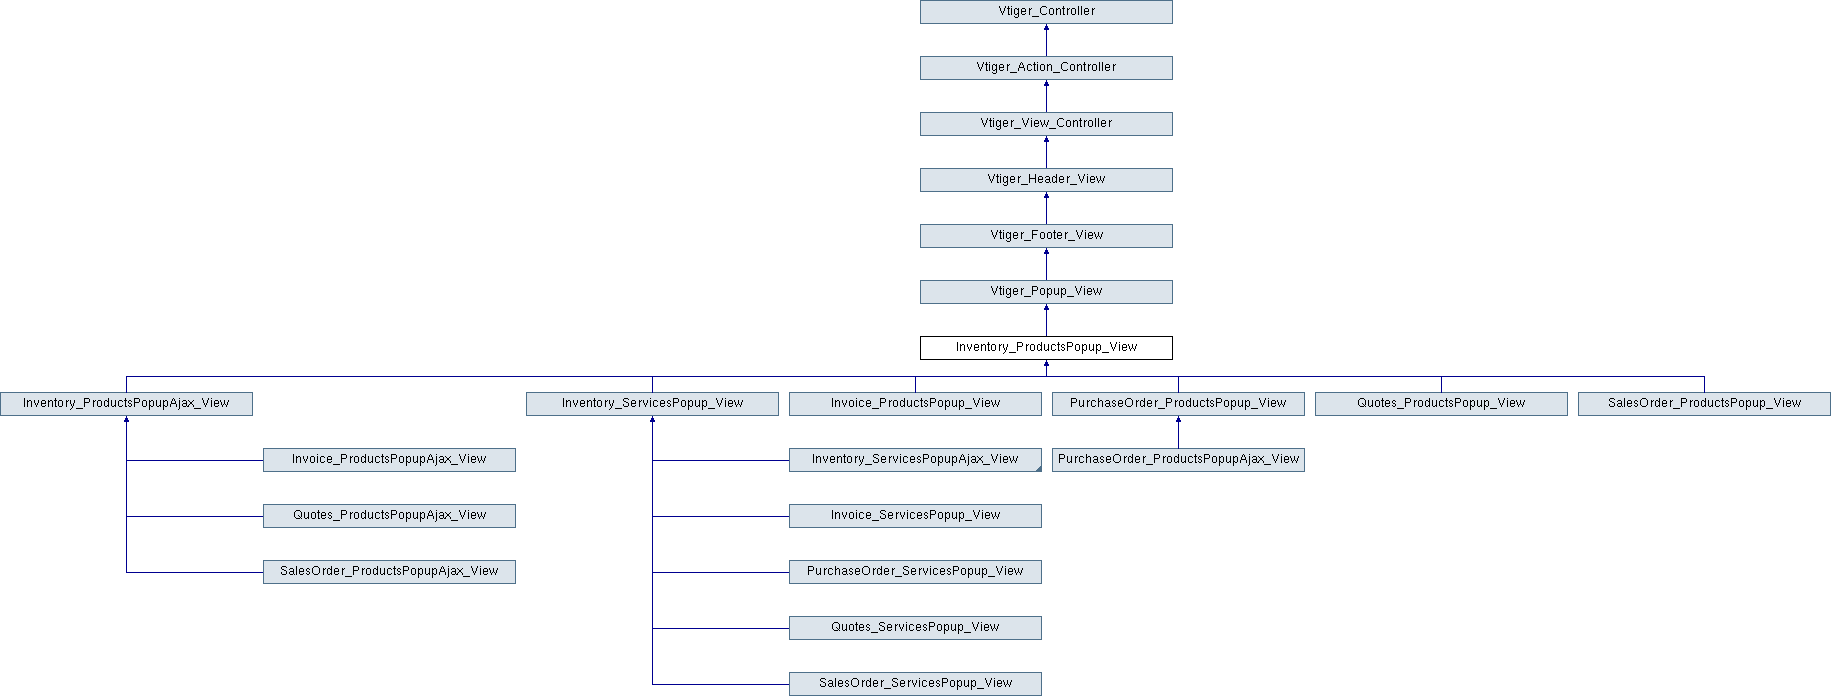 Vtiger_Controller
Vtiger_Action_Controller
Vtiger_View_Controller
Vtiger_Header_View
Vtiger_Footer_View
Vtiger_Popup_View
Inventory_ProductsPopup_View
Inventory_ProductsPopupAjax_View
Inventory_ServicesPopup_View
Invoice_ProductsPopup_View
PurchaseOrder_ProductsPopup_View
Quotes_ProductsPopup_View
SalesOrder_ProductsPopup_View
Invoice_ProductsPopupAjax_View
Inventory_ServicesPopupAjax_View
PurchaseOrder_ProductsPopupAjax_View
Quotes_ProductsPopupAjax_View
Invoice_ServicesPopup_View
SalesOrder_ProductsPopupAjax_View
PurchaseOrder_ServicesPopup_View
Quotes_ServicesPopup_View
SalesOrder_ServicesPopup_View